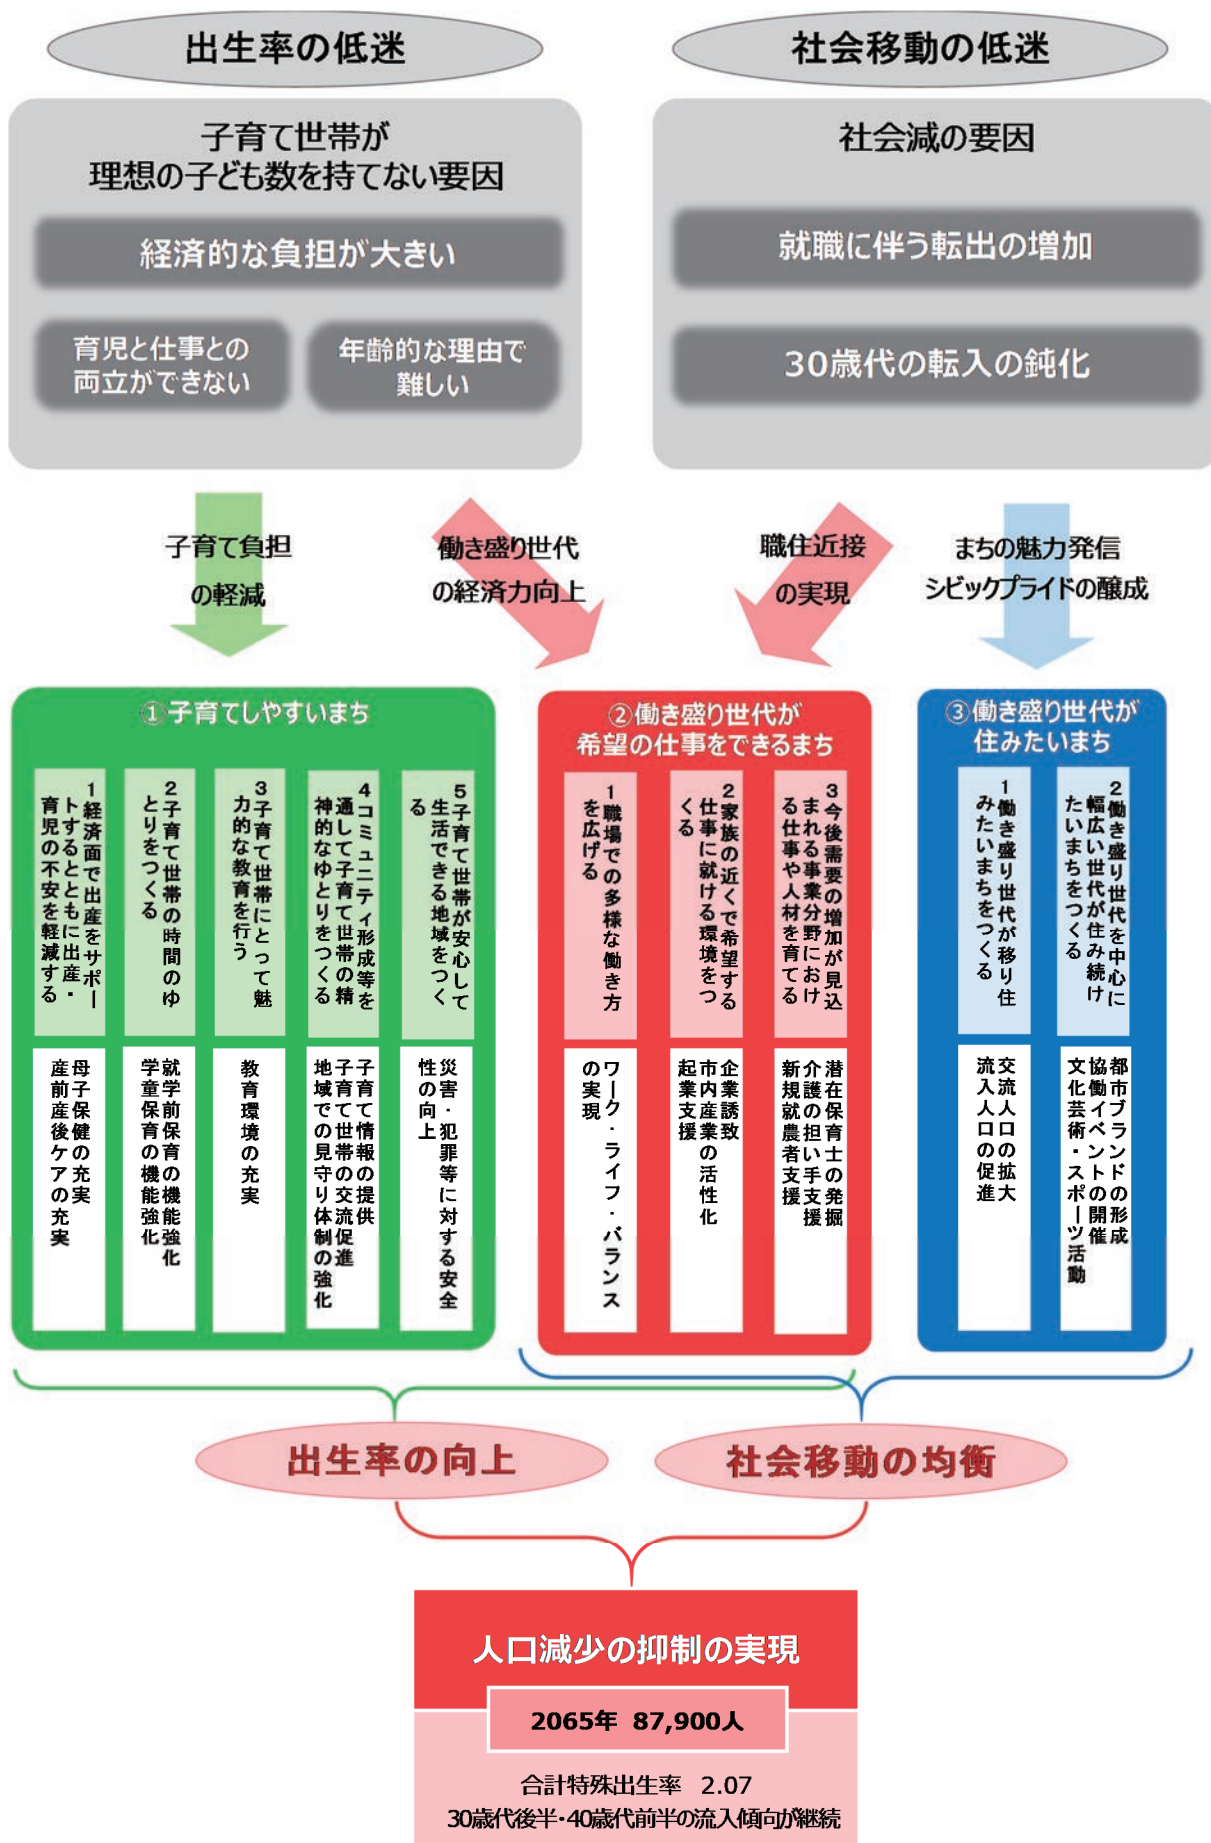 出生率の低迷
子育て世帯が
理想の子ども数を持てない要因
経済的な負担が大きい
育児と仕事との
両立ができない
年齢的な理由で
難しい
社会移動の低迷
社会減の要因
就職に伴う転出の増加
30歳代の転入の鈍化
子育て負担
の軽減
働き盛り世代
の経済力向上
職住近接
の実現
まちの魅力発信
シビックプライドの醸成
①子育てしやすいまち
1経済面で出産をサポー
トするとともに出産・
育児の不安を軽減する
母子保健の充実
産前産後ケアの充実
2子育て世帯の時間のゆ
とりをつくる
就学前保育の機能強化
学童保育の機能強化
3子育て世帯にとって魅
力的な教育を行う
教育環境の充実
4コミュニティ形成等を
通して子育て世帯の精
神的なゆとりをつくる
子育て情報の提供
子育て世帯の交流促進
地域での見守り体制の強化
5子育て世帯が安心して
生活できる地域をつく
る
災害・犯罪等に対する安全
性の向上
②働き盛り世代が
希望の仕事をできるまち
1職場での多様な働き方
を広げる
ワーク・ライフ・バランス
の実現
2家族の近くで希望する
仕事に就ける環境をつ
くる
企業誘致
市内産業の活性化
起業支援
3今後需要の増加が見込
まれる事業分野におけ
る仕事や人材を育てる
潜在保育士の発掘
介護の担い手支援
新規就農者支援
③働き盛り世代が
住みたいまち
1働き盛り世代が移り住
みたいまちをつくる
交流人口の拡大
流入人口の促進
2働き盛り世代を中心に
幅広い世代が住み続け
たいまちをつくる
都市ブランドの形成
協働イベントの開催
文化芸術・スポーツ活動
出生率の向上
社会移動の均衡
人口減少の抑制の実現
2065年 87,900人
合計特殊出生率 2.07
30歳代後半・40歳代前半の流入傾向が継続